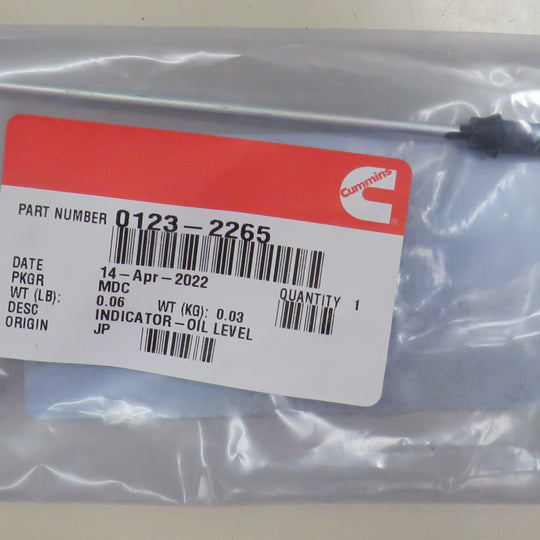 Cummins
PART NUMBER 0123-2265
DATE 14-Apr-2022
PKGR MDC QUANTITY 1
WT (LB): 0.06 WT (KG): 0.03
DESC INDICATOR-OIL LEVEL
ORIGIN JP